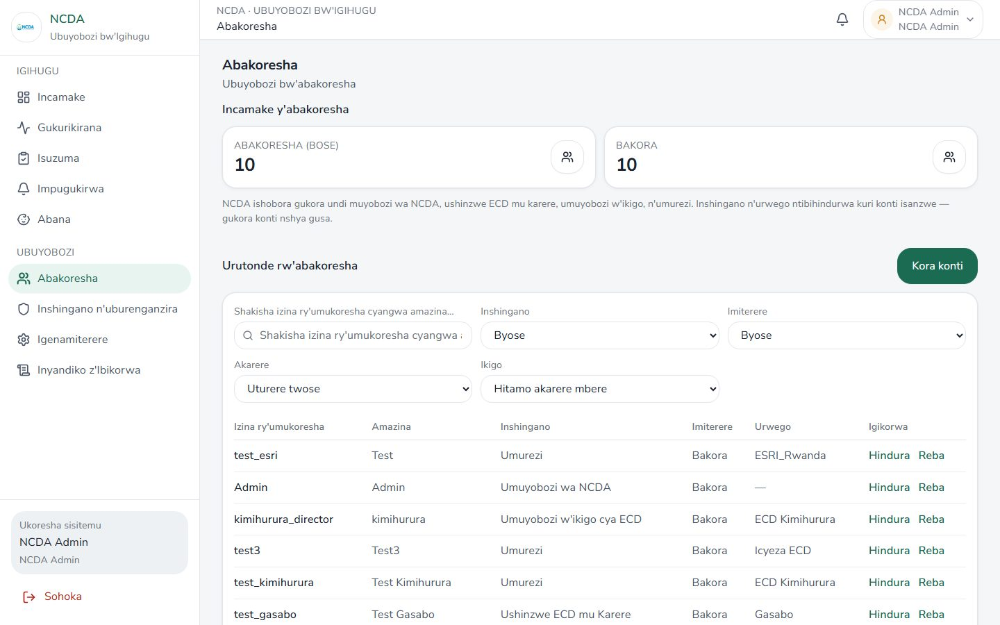 NCDA
NCDA
Ubuyobozi bw'Igihugu
IGIHUGU
Incamake
Gukurikirana
Isuzuma
Impugukirwa
Abana
UBUYOBOZI
Abakoresha
Inshingano n'uburenganzira
Igenamiterere
Inyandiko z'Ibikorwa
Ukoresha sisitemu
NCDA Admin
NCDA Admin
Sohoka
NCDA · UBUYOBOZI BW'IGIHUGU
Abakoresha
NCDA Admin
NCDA Admin
Abakoresha
Ubuyobozi bw'abakoresha
Incamake y'abakoresha
ABAKORESHA (BOSE)
10
BAKORA
10
NCDA ishobora gukora undi muyobozi wa NCDA, ushinzwe ECD mu karere, umuyobozi w'ikigo, n'umurezi. Inshingano n'urwego ntibihindurwa kuri konti isanzwe —
gukora konti nshya gusa.
Urutonde rw'abakoresha
Kora konti
Shakisha izina ry'umukoresha cyangwa amazina...
Inshingano
Imiterere
Shakisha izina ry'umukoresha cyangwa
Byose
Byose
Akarere
Ikigo
Uturere twose
Hitamo akarere mbere
Izina ry'umukoresha Amazina Inshingano Imiterere Urwego Igikorwa
test_esri Test Umurezi Bakora ESRI_Rwanda Hindura Reba
Admin Admin Umuyobozi wa NCDA Bakora — Hindura Reba
kimihurura_director kimihurura Umuyobozi w'ikigo cya ECD Bakora ECD Kimihurura Hindura Reba
test3 Test3 Umurezi Bakora Icyeza ECD Hindura Reba
test_kimihurura Test Kimihurura Umurezi Bakora ECD Kimihurura Hindura Reba
test_gasabo Test Gasabo Ushinzwe ECD mu Karere Bakora Gasabo Hindura Reba